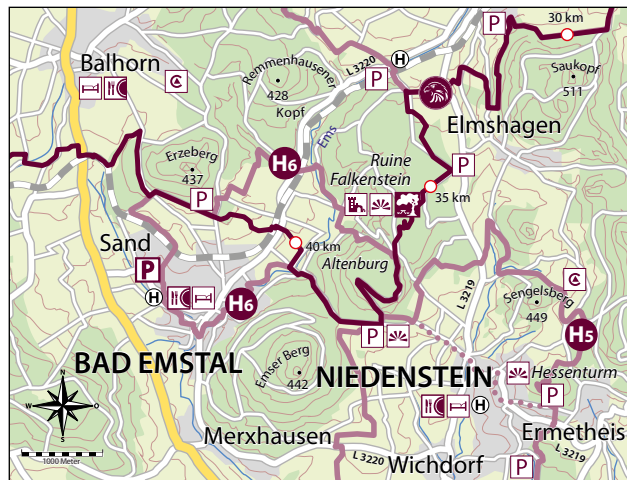 30 km
P
H
L 3220
Balhorn
Remmenhausener
428
Kopf
P
Saukopf
511
Elmshagen
Ems
Erzeberg
437
H6
Ruine
Falkenstein
P
35 km
P
Sand
P
40 km
Altenburg
L 3219
H
H6
Sengelsberg
449
H5
P
BAD EMSTAL
Emser Berg
442
NIEDENSTEIN
Hessenturm
P
H
N
W
O
S
Merxhausen
Ermetheis
1000 Meter
L 3220
Wichdorf
P
L 3219